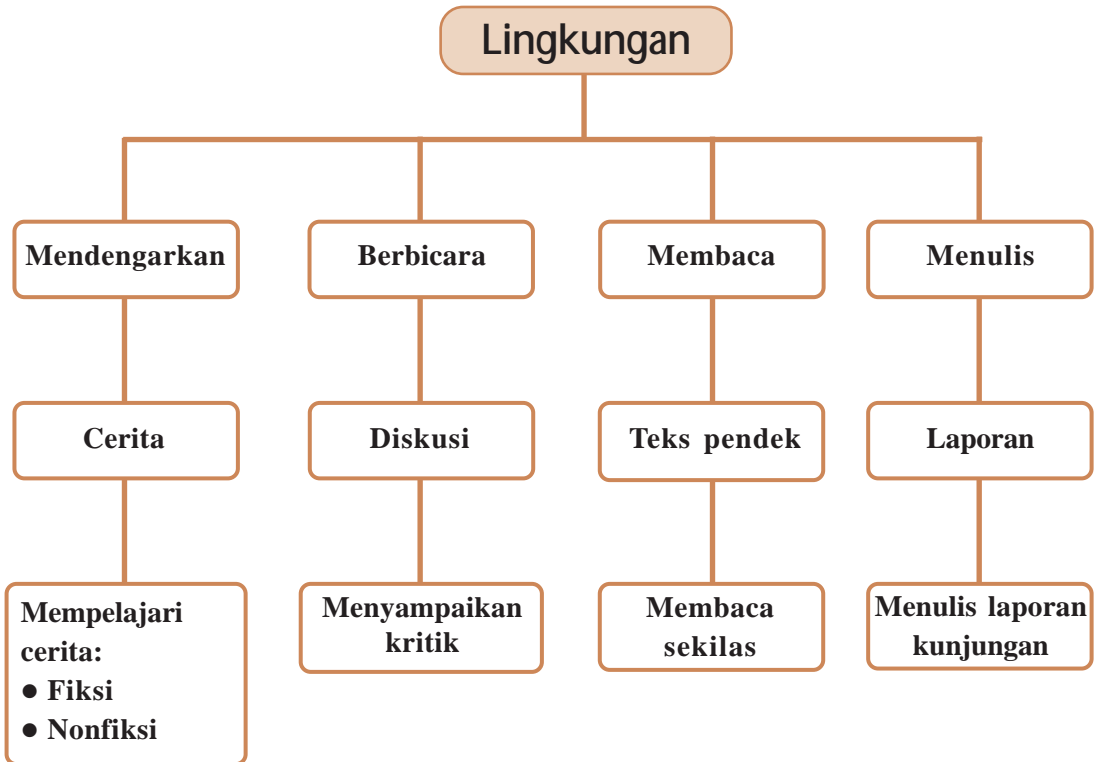 Lingkungan
Mendengarkan
Berbicara
Membaca
Menulis
Cerita
Diskusi
Teks pendek
Laporan
Mempelajari
cerita:
● Fiksi
● Nonfiksi
Menyampaikan
kritik
Membaca
sekilas
Menulis laporan
kunjungan